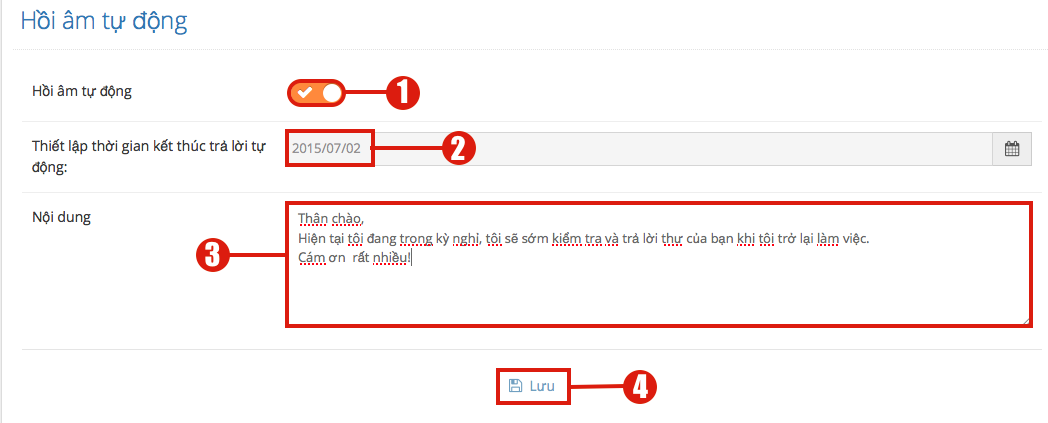 Hồi âm tự động
Hồi âm tự động
1
Thiết lập thời gian kết thúc trả lời tự
động:
2015/07/02
2
Nội dung
Thân chào,
Hiện tại tôi đang trong kỳ nghỉ, tôi sẽ sớm kiểm tra và trả lời thư của bạn khi tôi trở lại làm việc.
Cám ơn  rất nhiều!
3
Lưu
4